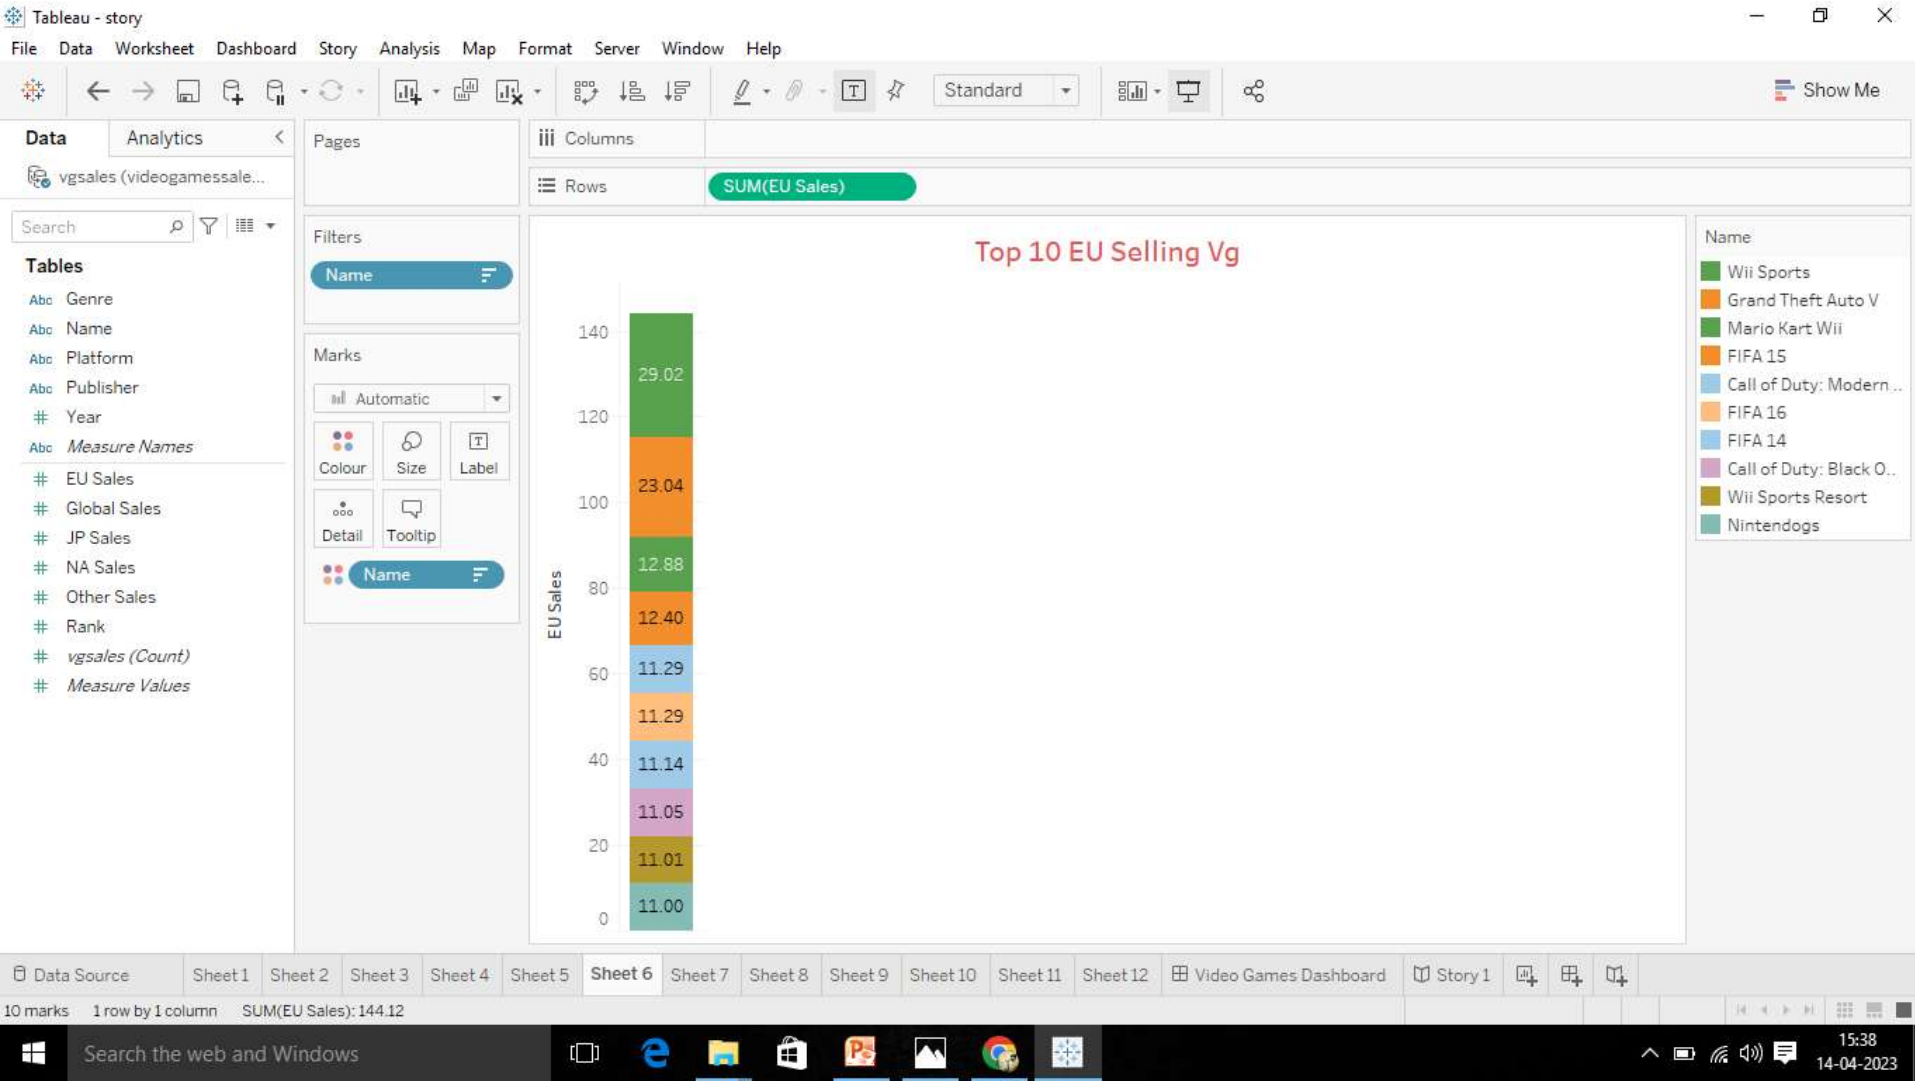 Tableau - story
File Data Worksheet Dashboard Story Analysis Map Format Server Window Help
Standard
Show Me
Data Analytics
vgsales (videogamessale...
Search
Tables
Abc Genre
Abc Name
Abc Platform
Abc Publisher
# Year
Abc Measure Names
# EU Sales
# Global Sales
# JP Sales
# NA Sales
# Other Sales
# Rank
# vgsales (Count)
# Measure Values
Pages
Filters
Name
Marks
Automatic
Colour Size Label
Detail Tooltip
Name
Columns
Rows SUM(EU Sales)
Top 10 EU Selling Vg
EU Sales
140
120
100
80
60
40
20
0
29.02
23.04
12.88
12.40
11.29
11.29
11.14
11.05
11.01
11.00
Name
Wii Sports
Grand Theft Auto V
Mario Kart Wii
FIFA 15
Call of Duty: Modern ..
FIFA 16
FIFA 14
Call of Duty: Black O..
Wii Sports Resort
Nintendogs
Data Source Sheet 1 Sheet 2 Sheet 3 Sheet 4 Sheet 5 Sheet 6 Sheet 7 Sheet 8 Sheet 9 Sheet 10 Sheet 11 Sheet 12 Video Games Dashboard Story 1
10 marks 1 row by 1 column SUM(EU Sales): 144.12
Search the web and Windows
15:38
14-04-2023